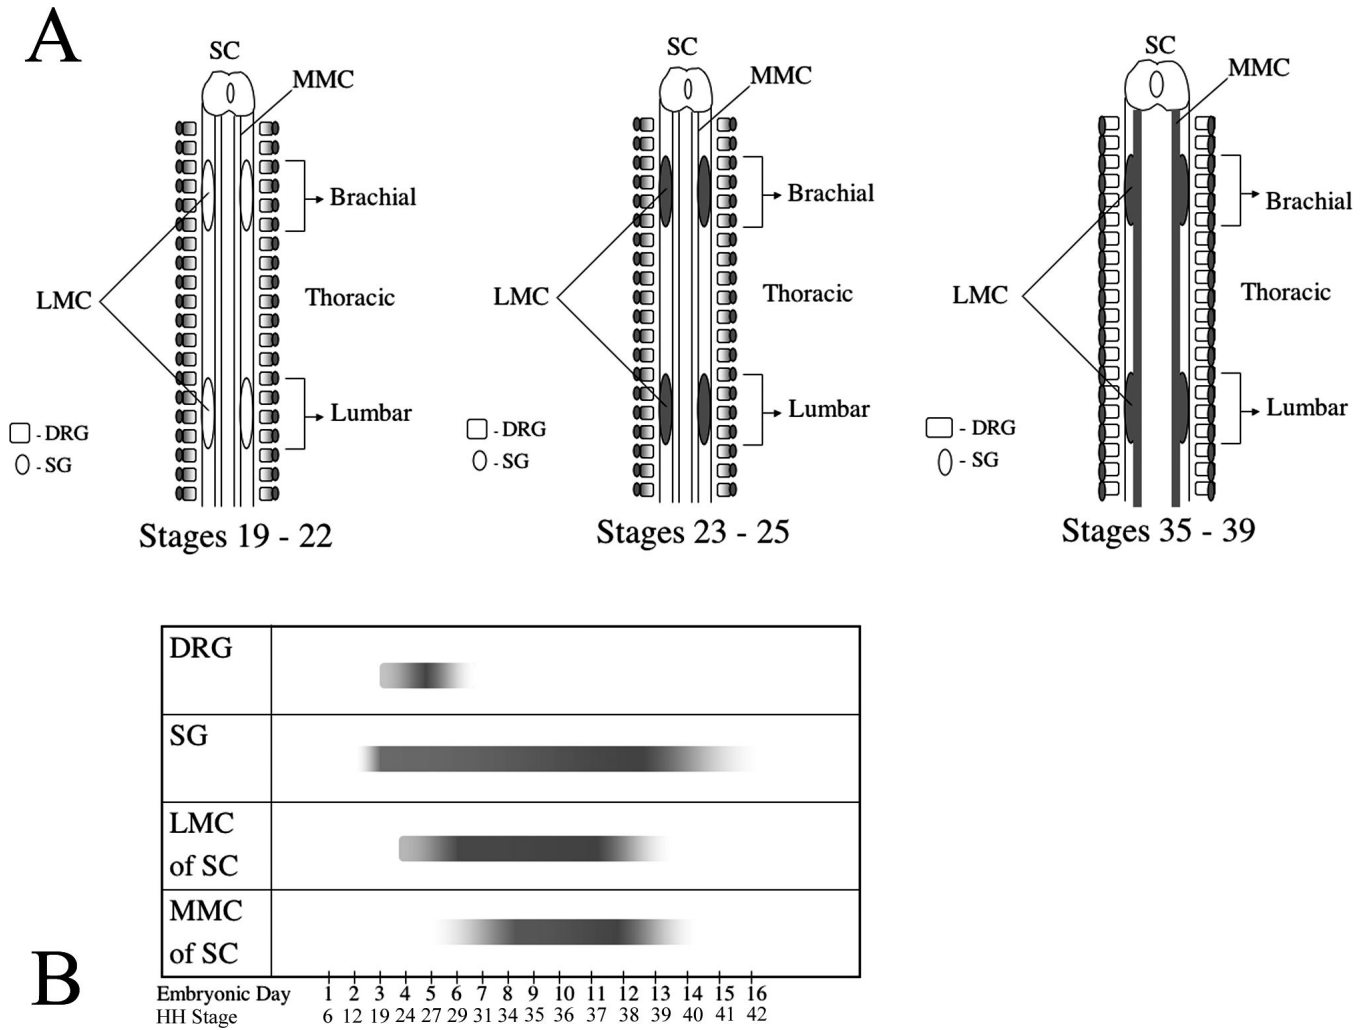 A
SC
MMC
Brachial
LMC
Thoracic
Lumbar
- DRG
- SG
Stages 19 - 22
SC
MMC
Brachial
LMC
Thoracic
Lumbar
- DRG
- SG
Stages 23 - 25
SC
MMC
Brachial
LMC
Thoracic
Lumbar
- DRG
- SG
Stages 35 - 39
B
DRG
SG
LMC
of SC
MMC
of SC
Embryonic Day 1 2 3 4 5 6 7 8 9 10 11 12 13 14 15 16
HH Stage 6 12 19 24 27 29 31 34 35 36 37 38 39 40 41 42